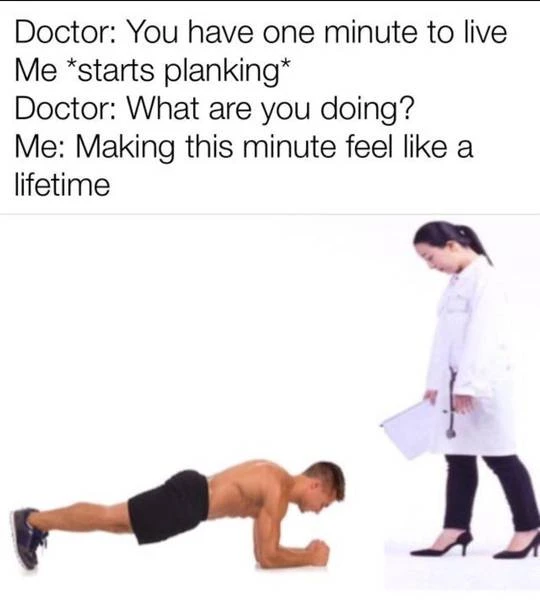 Doctor: You have one minute to live
Me *starts planking*
Doctor: What are you doing?
Me: Making this minute feel like a
lifetime